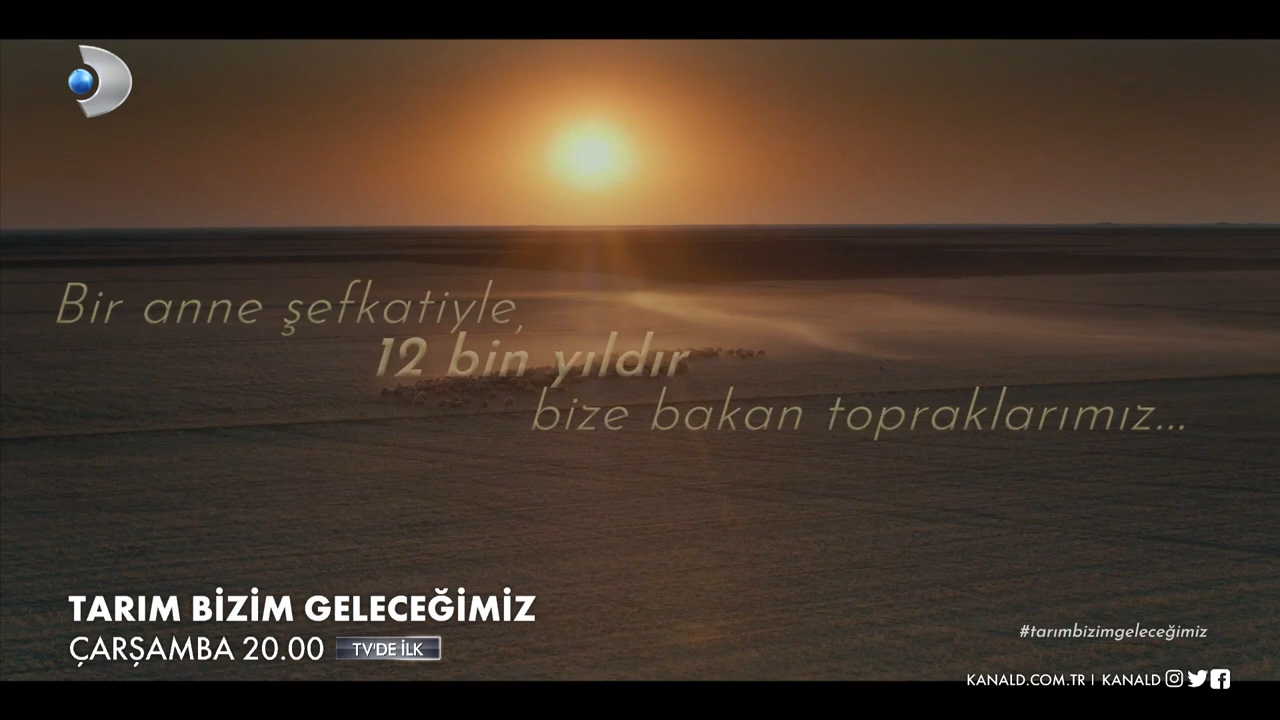 Bir anne şefkatiyle,
12 bin yıldır
bize bakan topraklarımız...
TARIM BİZİM GELECEĞİMİZ
ÇARŞAMBA 20.00 TV'DE İLK
#tarımbizimgeleceğimiz
KANALD.COM.TR | KANALD